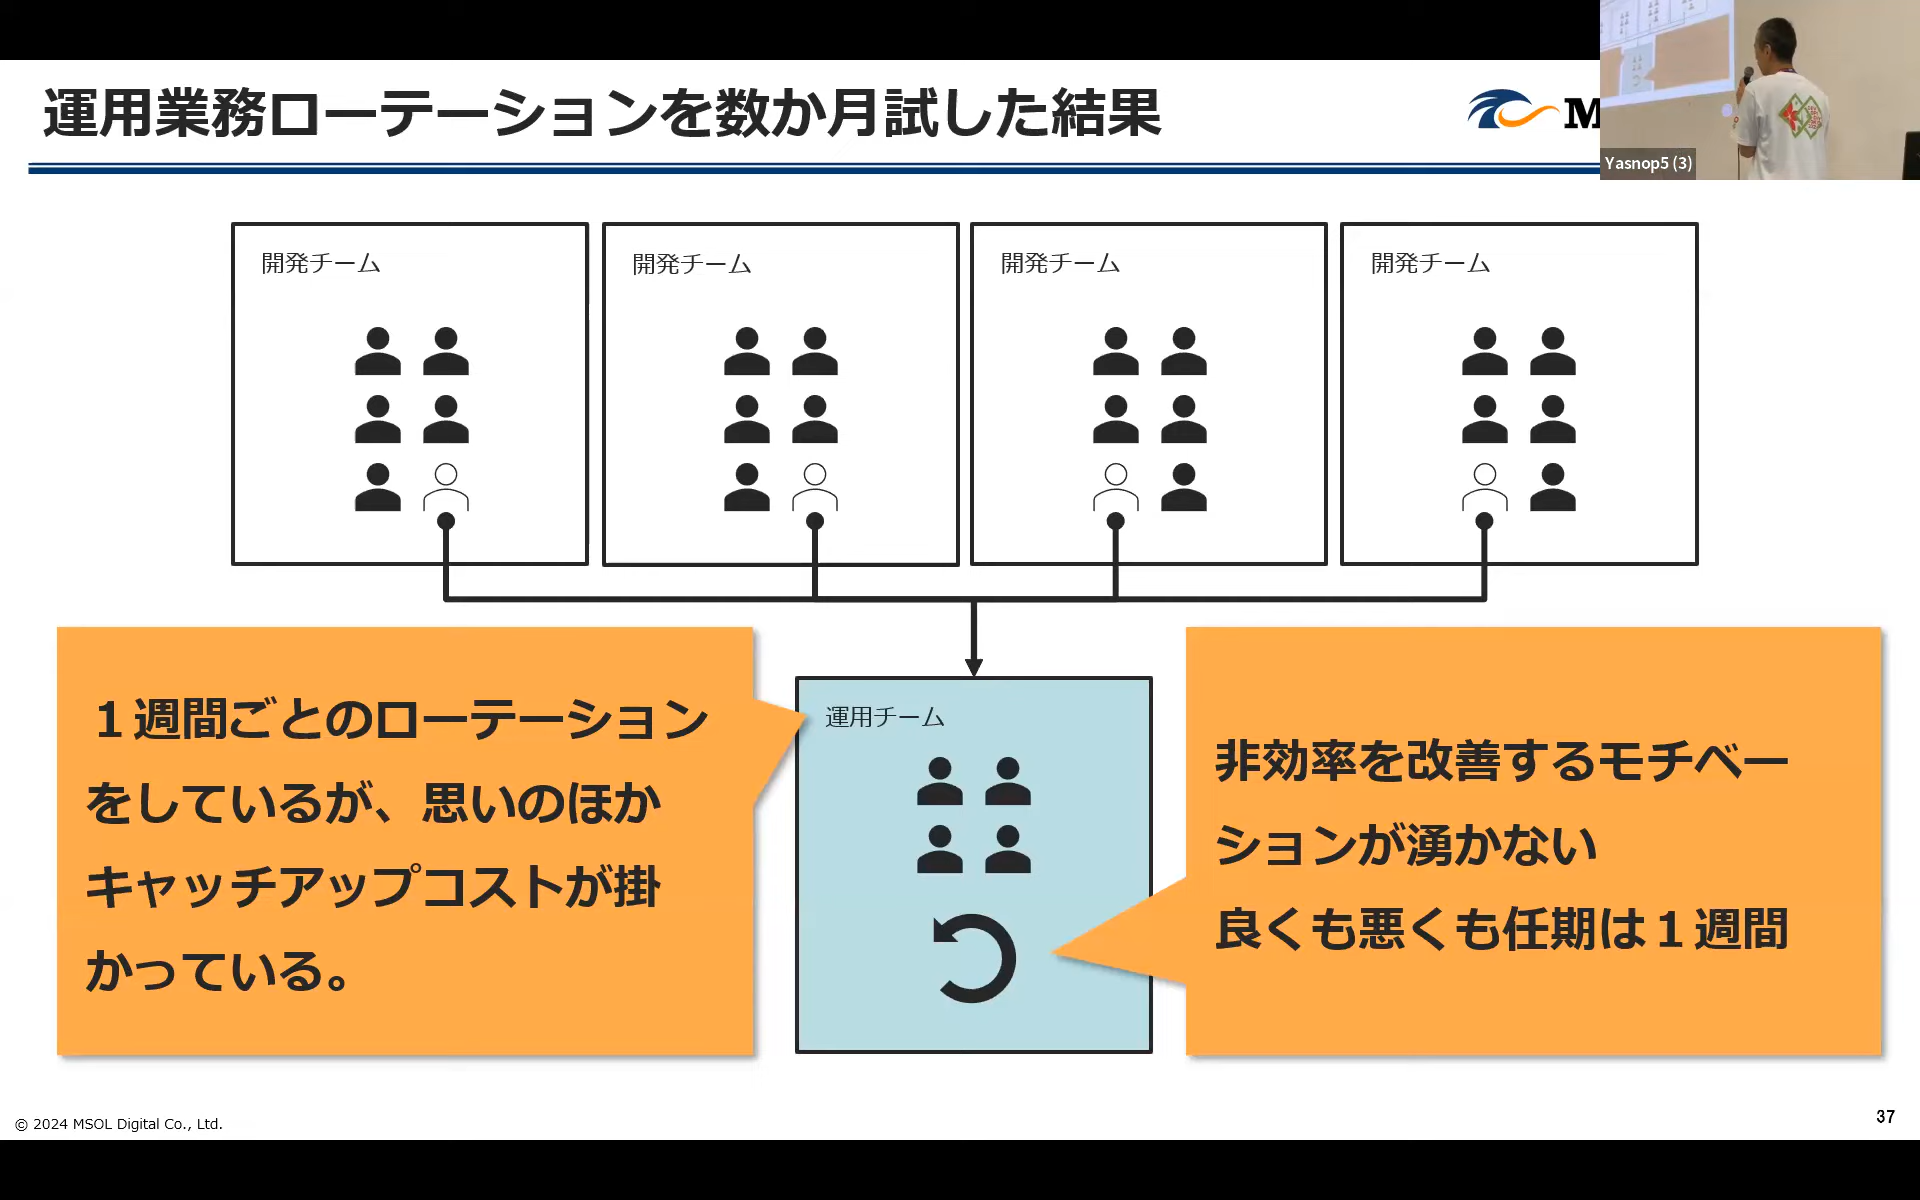 運用業務ローテーションを数か月試した結果
M
Yasnop5 (3)
開発チーム
開発チーム
開発チーム
開発チーム
１週間ごとのローテーション
をしているが、思いのほか
キャッチアップコストが掛
かっている。
運用チーム
非効率を改善するモチベー
ションが湧かない
良くも悪くも任期は１週間
© 2024 MSOL Digital Co., Ltd.
37